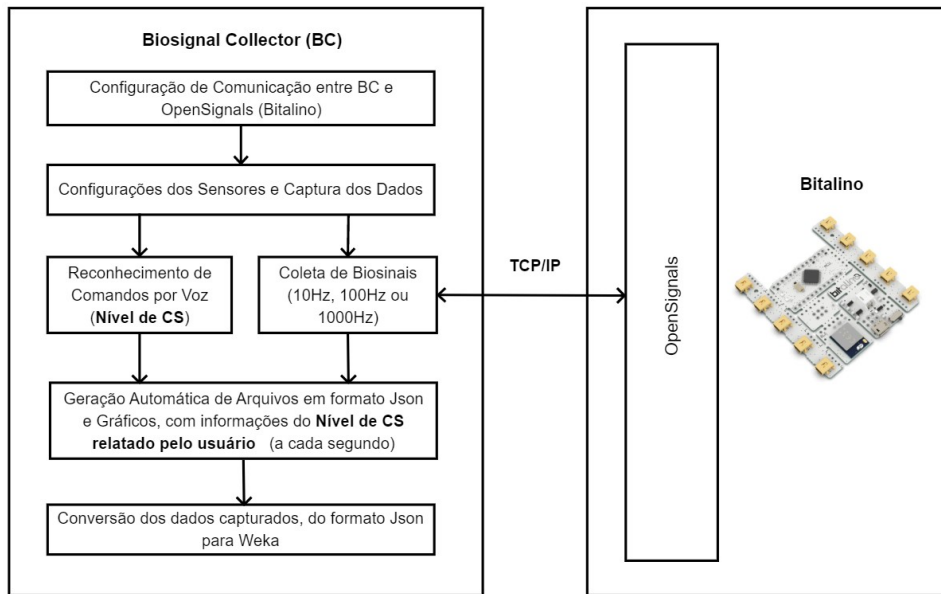 Biosignal Collector (BC)
Configuração de Comunicação entre BC e
OpenSignals (Bitalino)
Configurações dos Sensores e Captura dos Dados
Reconhecimento de
Comandos por Voz
(Nível de CS)
Coleta de Biosinais
(10Hz, 100Hz ou
1000Hz)
Geração Automática de Arquivos em formato Json
e Gráficos, com informações do Nível de CS
relatado pelo usuário (a cada segundo)
Conversão dos dados capturados, do formato Json
para Weka
TCP/IP
OpenSignals
Bitalino